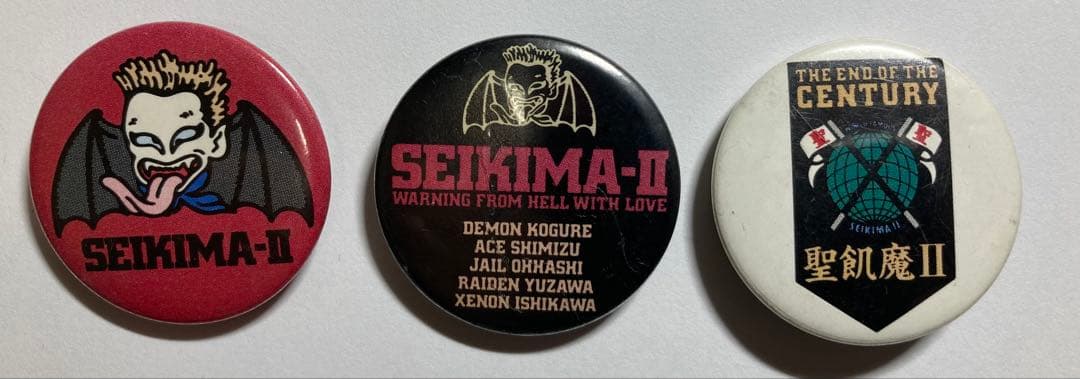 SEIKIMA-II
SEIKIMA-II
WARNING FROM HELL WITH LOVE
DEMON KOGURE
ACE SHIMIZU
JAIL OHHASHI
RAIDEN YUZAWA
XENON ISHIKAWA
THE END OF THE
CENTURY
聖 聖
SEIKIMA II
聖飢魔II